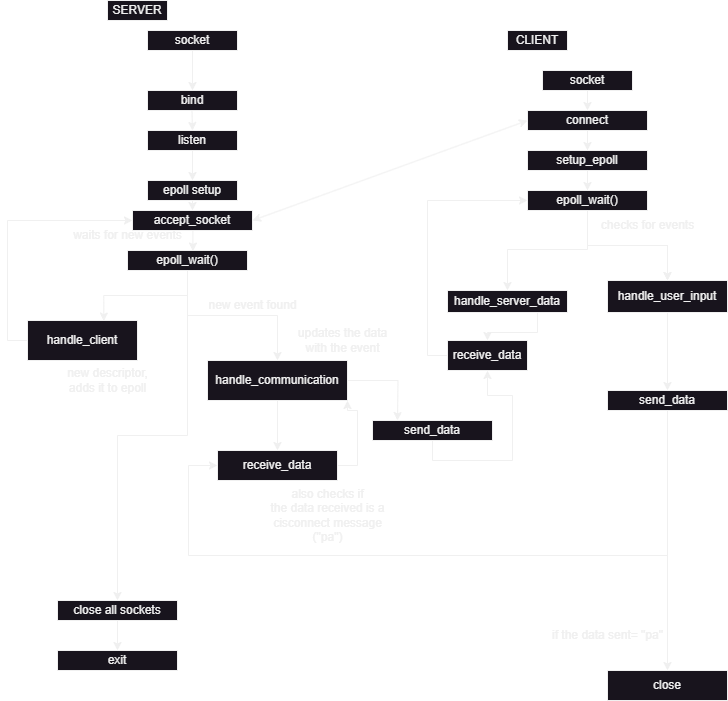 SERVER
socket
CLIENT
socket
bind
connect
listen
setup_epoll
epoll setup
epoll_wait()
accept_socket
checks for events
waits for new events
epoll_wait()
handle_server_data
handle_user_input
new event found
updates the data
with the event
handle_client
receive_data
new descriptor,
adds it to epoll
handle_communication
send_data
send_data
receive_data
also checks if
the data received is a
cisconnect message
("pa")
close all sockets
if the data sent= "pa"
exit
close